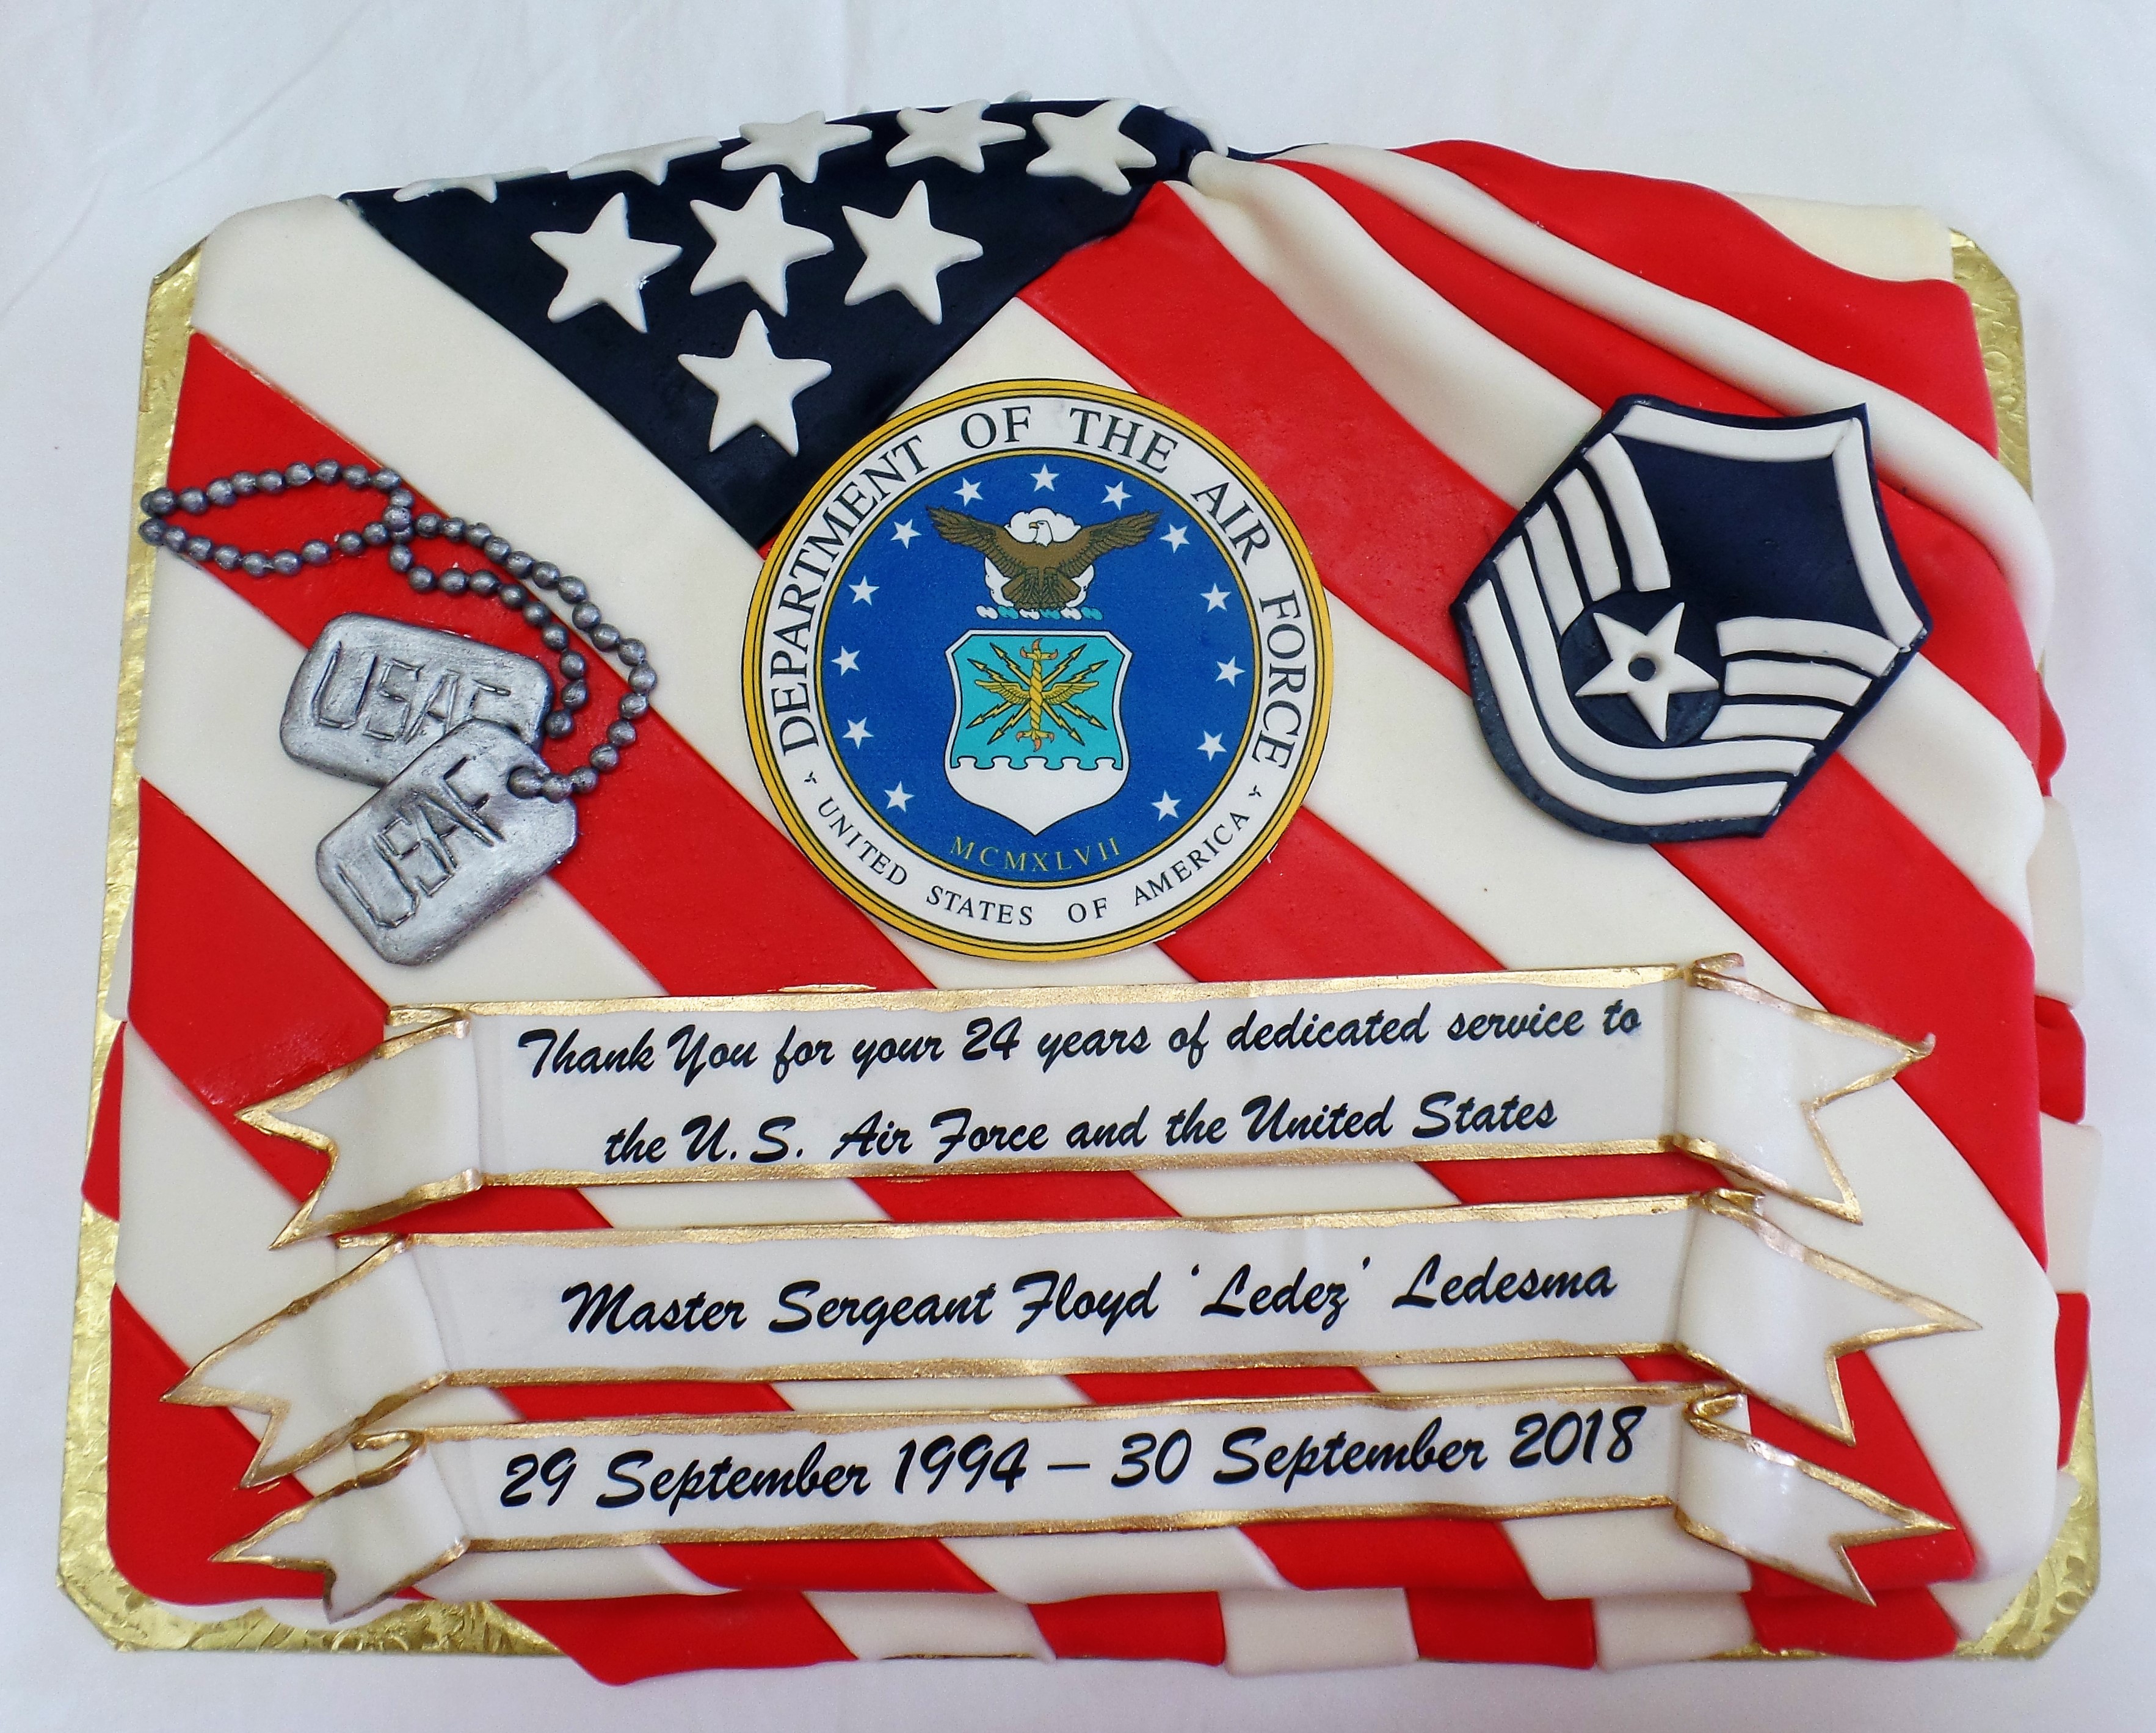 DEPARTMENT OF THE AIR FORCE
MCMXLVII
UNITED STATES OF AMERICA
USAF
USAF
Thank You for your 24 years of dedicated service to
the U.S. Air Force and the United States
Master Sergeant Floyd ‘Ledez’ Ledesma
29 September 1994 – 30 September 2018